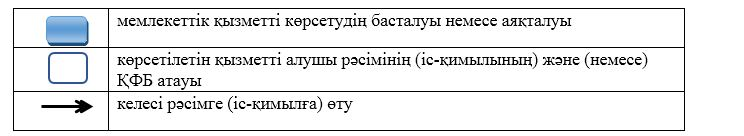 мемлекеттік қызметті көрсетудің басталуы немесе аяқталуы
көрсетілетін қызметті алушы рәсімінің (іс-қимылының) және (немесе)
ҚФБ атауы
келесі рәсімге (іс-қимылға) өту